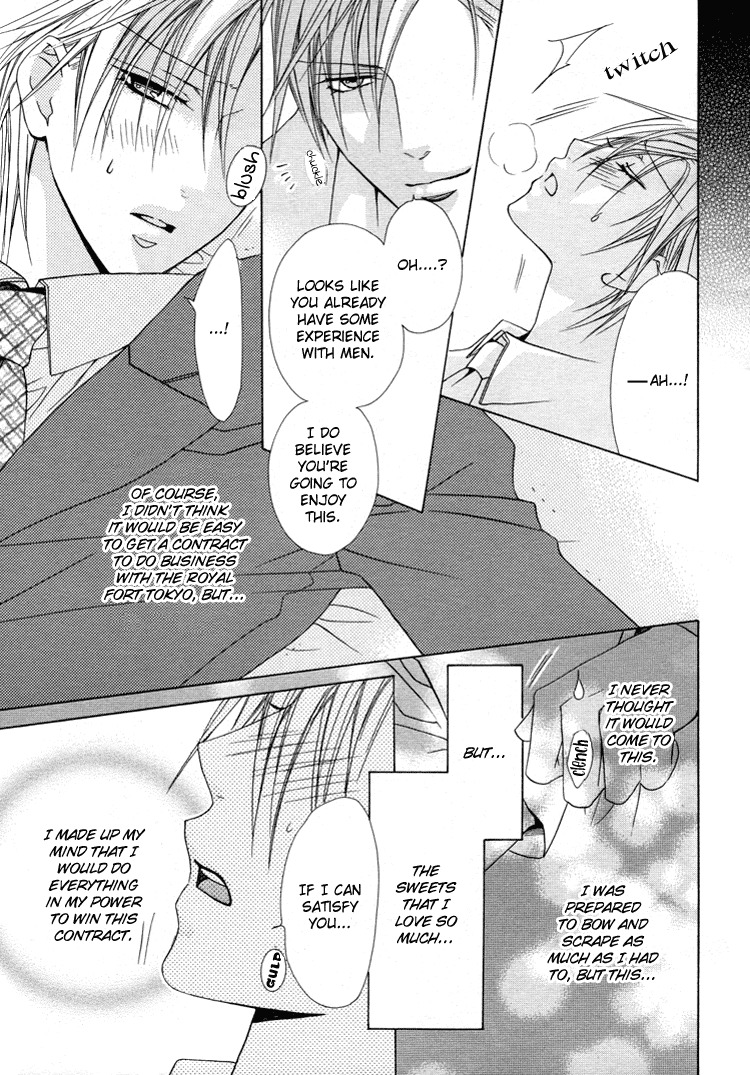 twitch
—AH...!
OH....?
LOOKS LIKE
YOU ALREADY
HAVE SOME
EXPERIENCE
WITH MEN.
chuckle
I DO
BELIEVE
YOU'RE
GOING TO
ENJOY
THIS.
blush
...!
OF COURSE,
I DIDN'T THINK
IT WOULD BE EASY
TO GET A CONTRACT
TO DO BUSINESS
WITH THE ROYAL
FORT TOKYO, BUT...
I NEVER
THOUGHT
IT WOULD
COME TO
THIS.
clench
I WAS
PREPARED
TO BOW AND
SCRAPE AS
MUCH AS I HAD
TO, BUT THIS...
BUT...
THE
SWEETS
THAT I
LOVE SO
MUCH...
IF I CAN
SATISFY
YOU...
GULP
I MADE UP MY
MIND THAT I
WOULD DO
EVERYTHING
IN MY POWER
TO WIN THIS
CONTRACT.